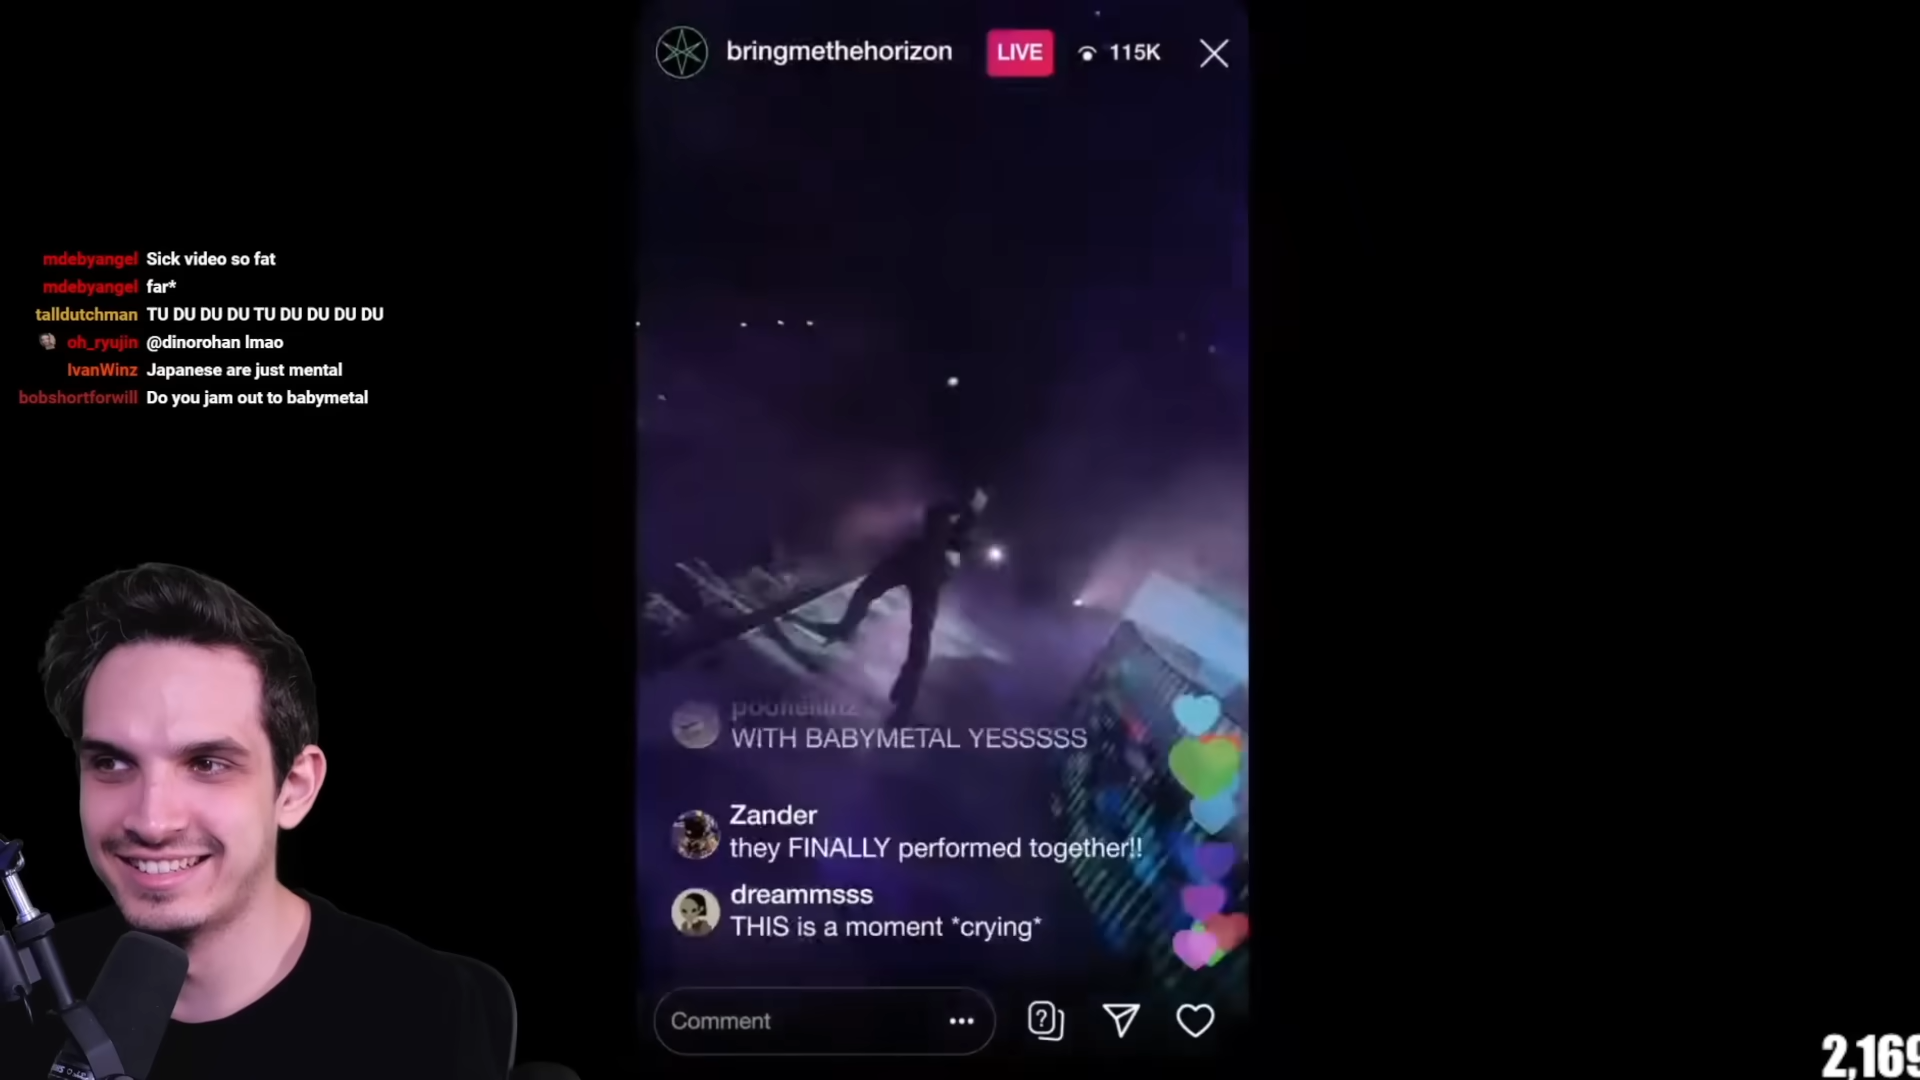 bringmethehorizon LIVE 115K
mdebyangel Sick video so fat
mdebyangel far*
talldutchman TU DU DU DU TU DU DU DU DU
oh_ryujin @dinorohan lmao
IvanWinz Japanese are just mental
bobshortforwill Do you jam out to babymetal
WITH BABYMETAL YESSSSS
Zander
they FINALLY performed together!!
dreammsss
THIS is a moment *crying*
Comment
2,169